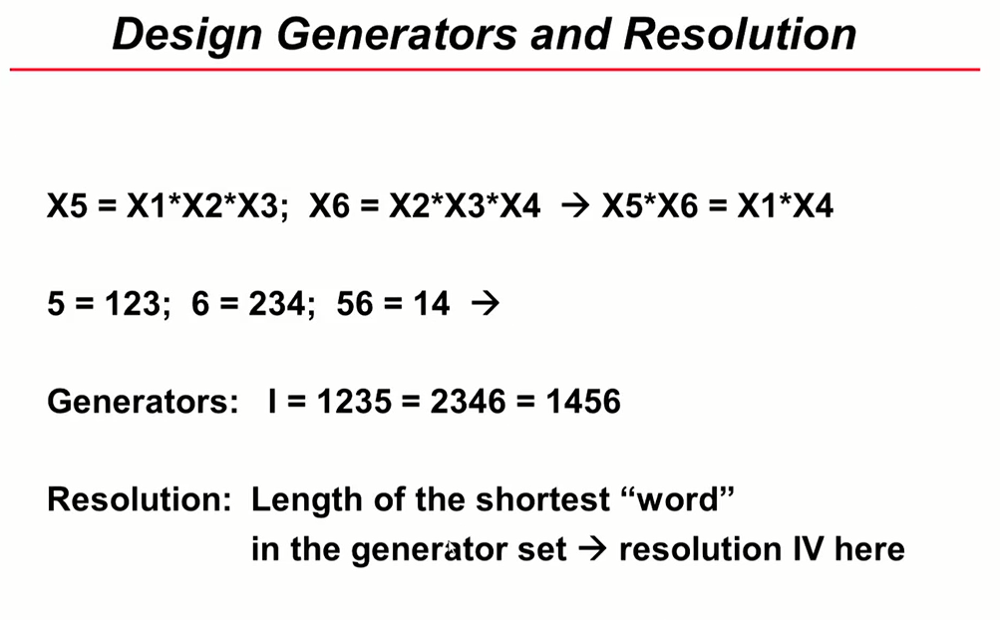 Design Generators and Resolution
X5 = X1*X2*X3; X6 = X2*X3*X4 → X5*X6 = X1*X4
5 = 123; 6 = 234; 56 = 14 →
Generators: I = 1235 = 2346 = 1456
Resolution: Length of the shortest “word”
in the generator set → resolution IV here